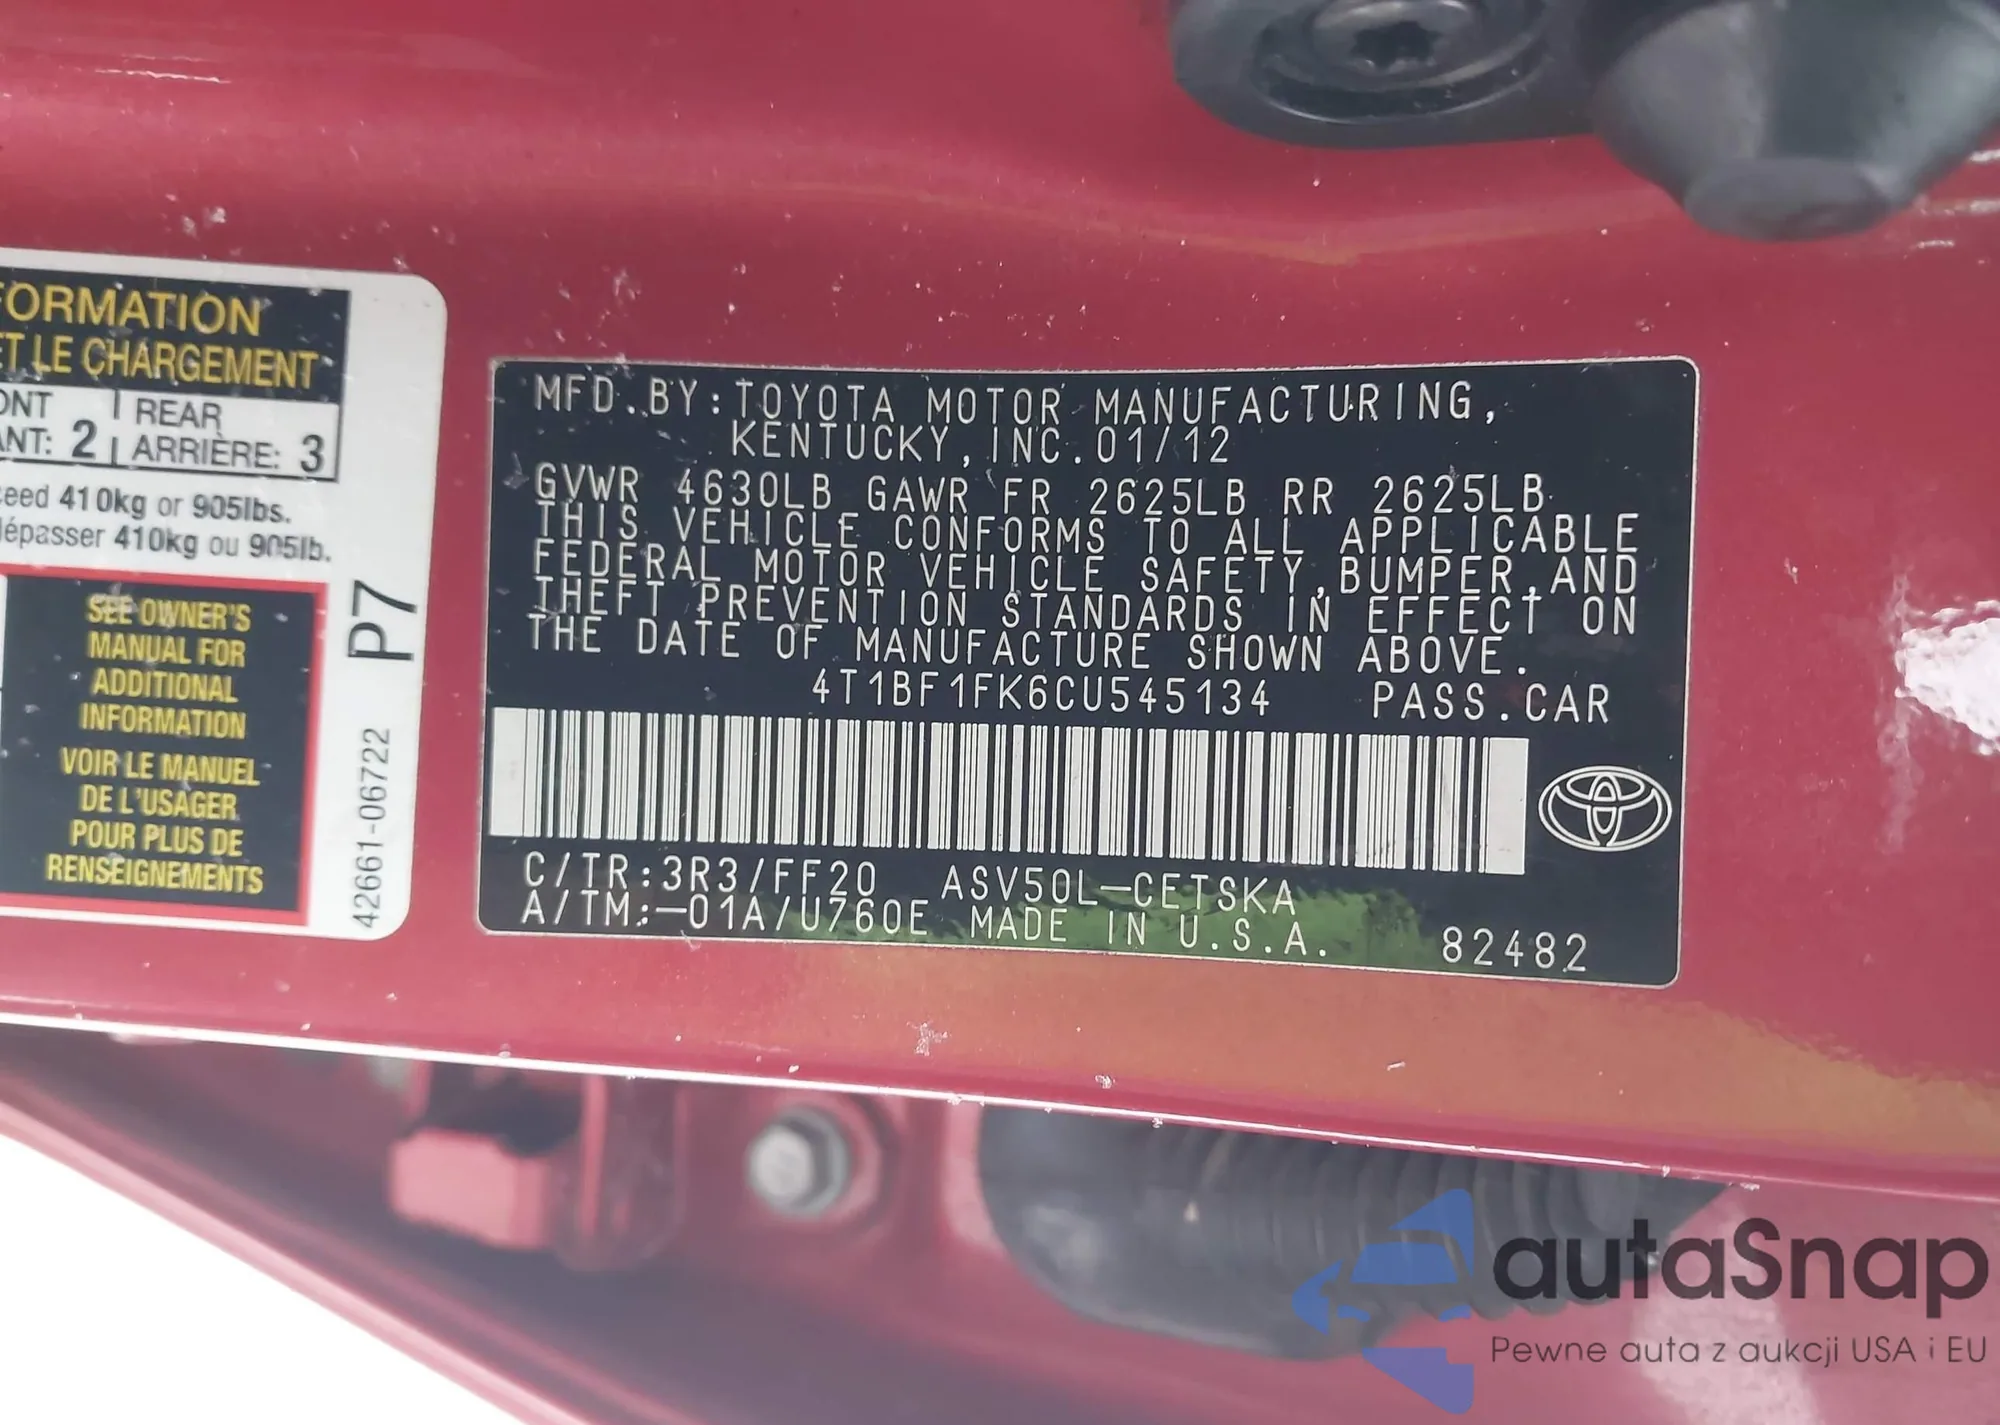 FORMATION
ET LE CHARGEMENT
REAR
ANT: 2 ARRIÈRE: 3
410kg or 905lbs.
dépasser 410kg ou 905lb.
SEE OWNER'S
MANUAL FOR
ADDITIONAL
INFORMATION
VOIR LE MANUEL
DE L'USAGER
POUR PLUS DE
RENSEIGNEMENTS
P7
42661-06722
MFD.BY:TOYOTA MOTOR MANUFACTURING,
KENTUCKY,INC.01/12
GVWR 4630LB GAWR FR 2625LB RR 2625LB
THIS VEHICLE CONFORMS TO ALL APPLICABLE
FEDERAL MOTOR VEHICLE SAFETY,BUMPER,AND
THEFT PREVENTION STANDARDS IN EFFECT ON
THE DATE OF MANUFACTURE SHOWN ABOVE.
4T1BF1FK6CU545134 PASS.CAR
C/TR:3R3/FF20 ASV50L-CETSKA
A/TM:-01A/U760E MADE IN U.S.A. 82482
autaSnap
Pewne auta z aukcji USA i EU